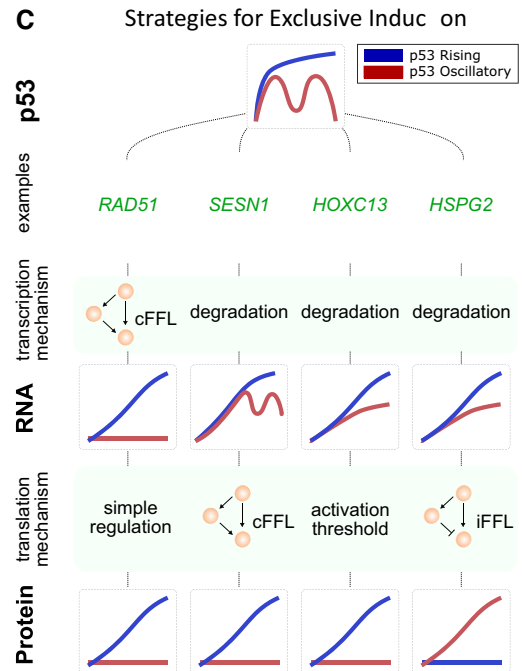 C
Strategies for Exclusive Induc on
p53 Rising
p53 Oscillatory
p53
examples
RAD51 SESN1 HOXC13 HSPG2
transcription
mechanism
cFFL degradation degradation degradation
RNA
translation
mechanism
simple
regulation
cFFL
activation
threshold
iFFL
Protein